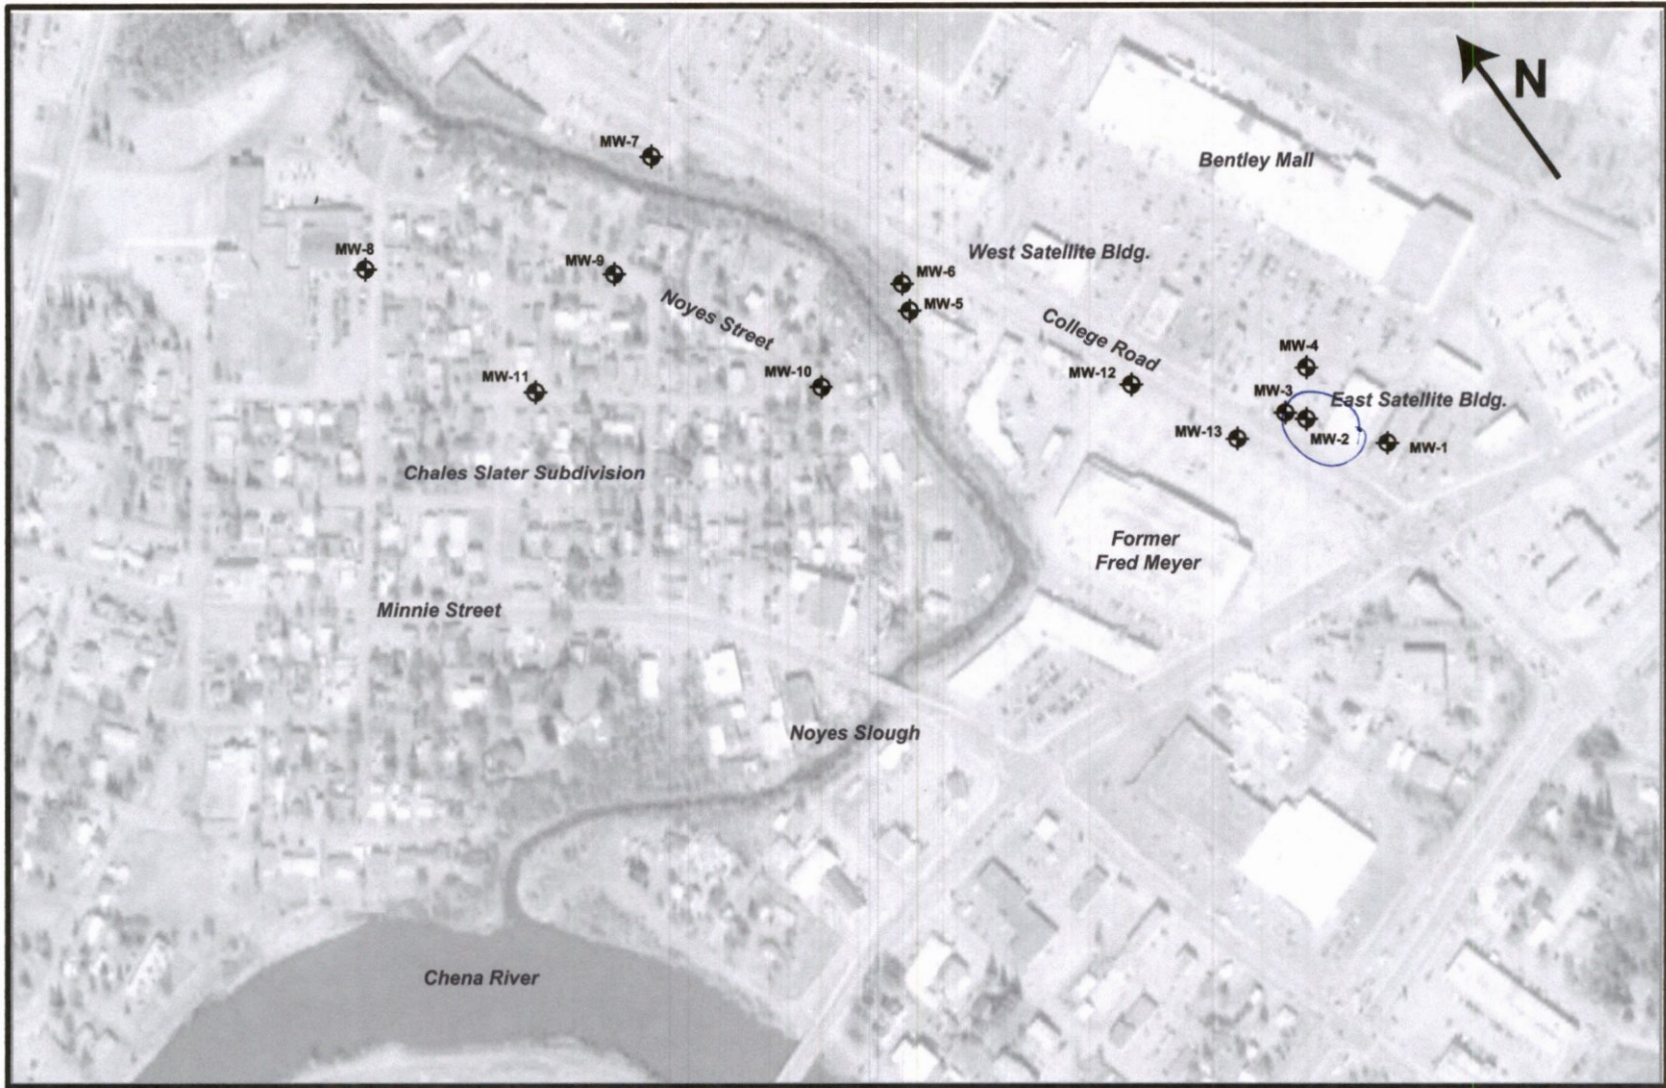 N
MW-7
Bentley Mall
MW-8
MW-9
West Satellite Bldg.
MW-6
MW-5
Noyes Street
College Road
MW-4
MW-11
MW-10
MW-12
MW-3
East Satellite Bldg.
MW-13
MW-2
MW-1
Chales Slater Subdivision
Former
Fred Meyer
Minnie Street
Noyes Slough
Chena River